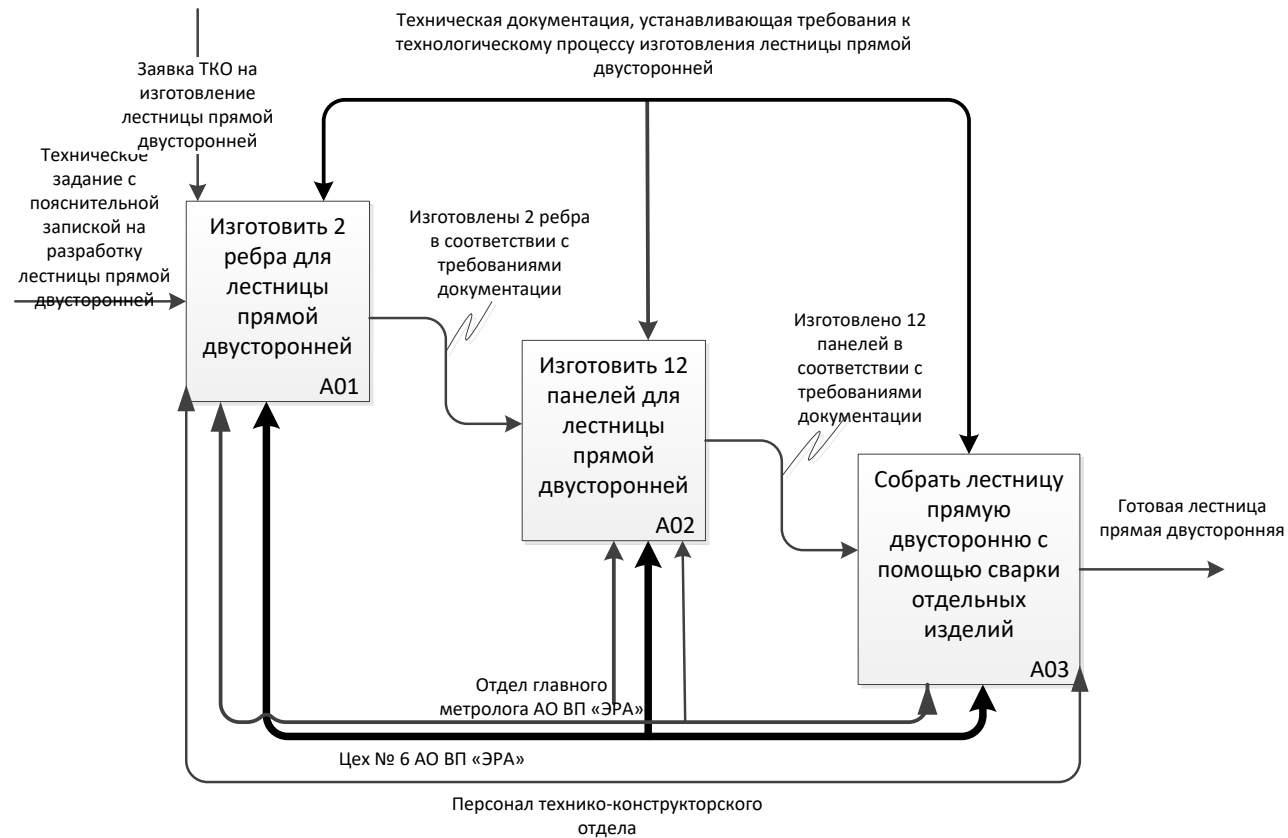 Техническая документация, устанавливающая требования к
технологическому процессу изготовления лестницы прямой
двусторонней
Заявка ТКО на
изготовление
лестницы прямой
двусторонней
Техническое
задание с
пояснительной
запиской на
разработку
лестницы прямой
двусторонней
Изготовить 2
ребра для
лестницы
прямой
двусторонней
A01
Изготовлены 2 ребра
в соответствии с
требованиями
документации
Изготовить 12
панелей для
лестницы
прямой
двусторонней
A02
Изготовлено 12
панелей в
соответствии с
требованиями
документации
Собрать лестницу
прямую
двусторонню с
помощью сварки
отдельных
изделий
A03
Готовая лестница
прямая двусторонняя
Отдел главного
метролога АО ВП «ЭРА»
Цех № 6 АО ВП «ЭРА»
Персонал технико-конструкторского
отдела